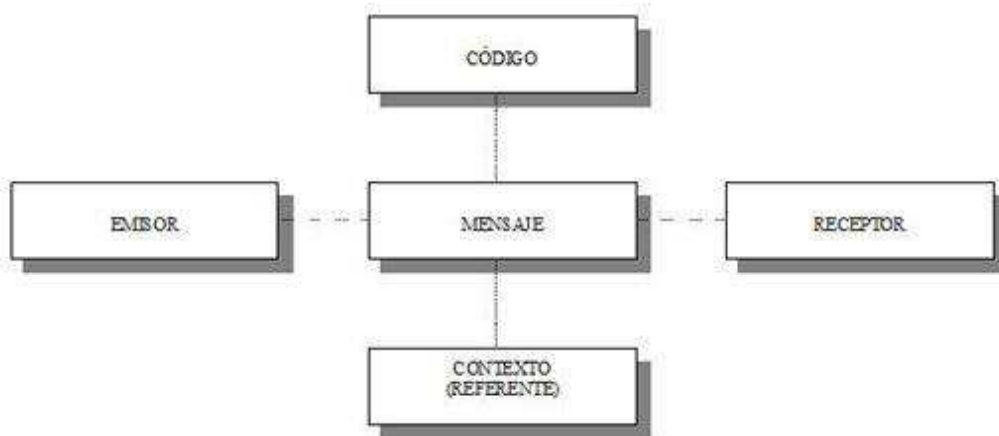 CÓDIGO
EMISOR
MENSAJE
RECEPTOR
CONTEXTO
(REFERENTE)